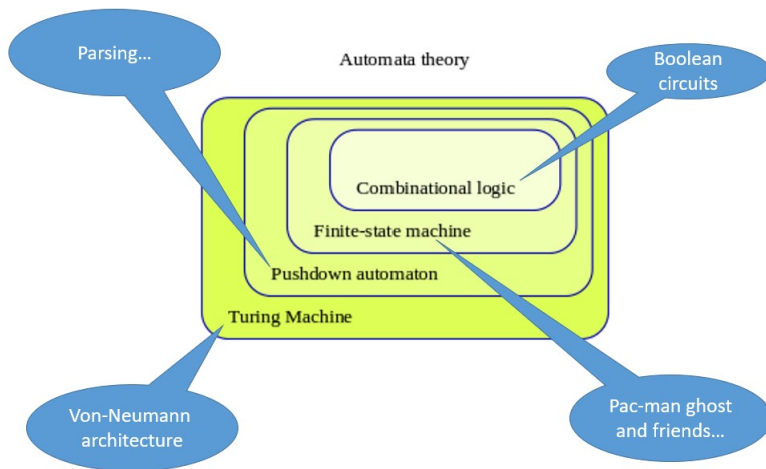 Parsing…
Automata theory
Boolean
circuits
Combinational logic
Finite-state machine
Pushdown automaton
Turing Machine
Von-Neumann
architecture
Pac-man ghost
and friends…